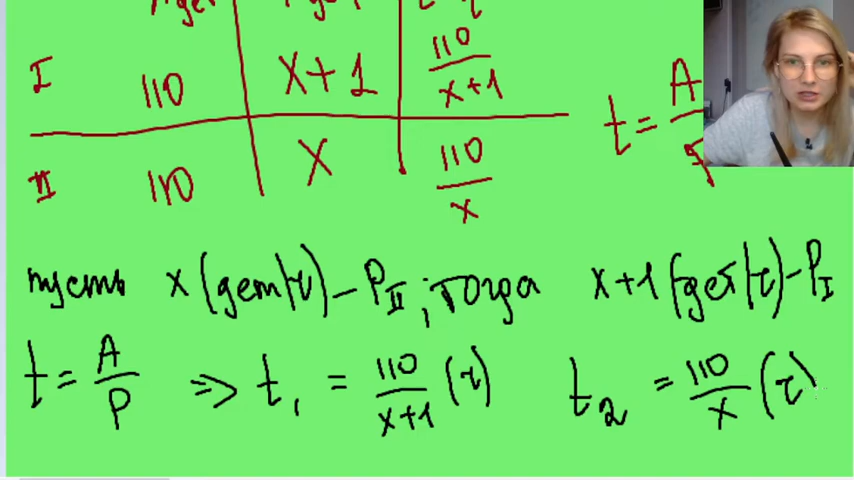 I 110 x+1 110/(x+1)
t = A
II 110 x 110/x
пусть x (дет/ч) – P_II; тогда x+1 (дет/ч) – P_I
t = A/P => t₁ = 110/(x+1) (ч) t₂ = 110/x (ч)